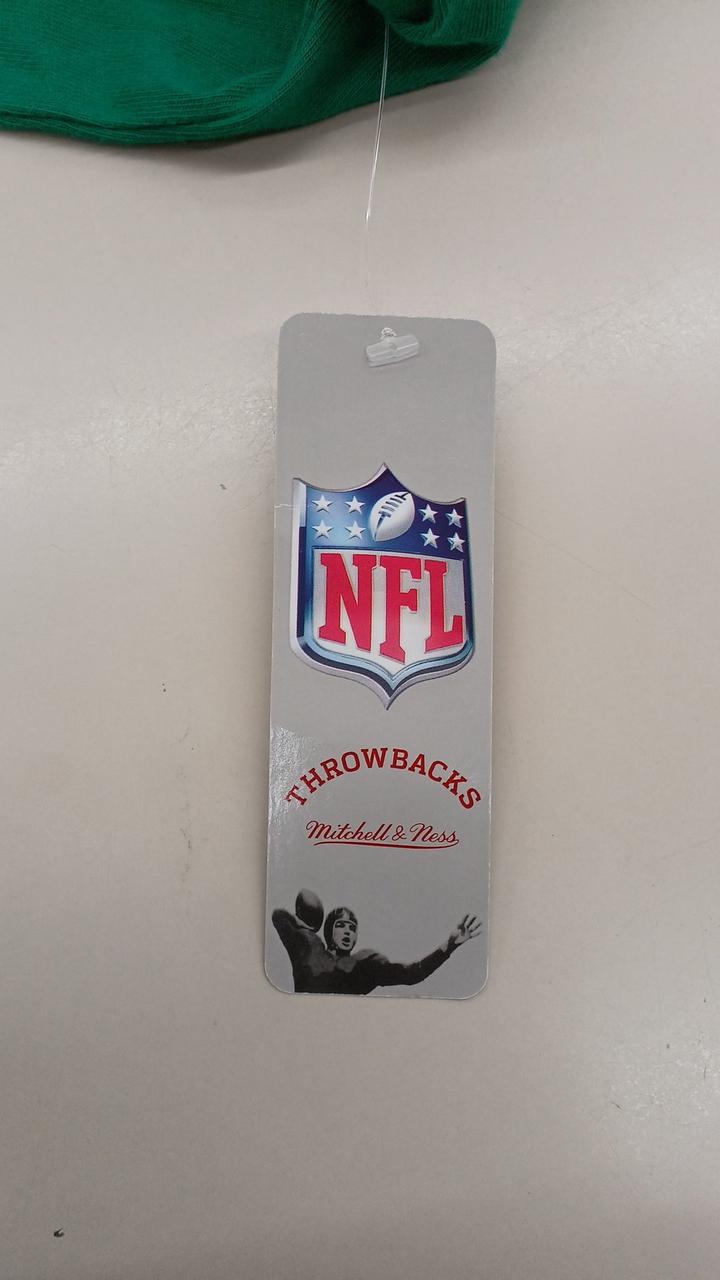 NFL
THROWBACKS
Mitchell & Ness